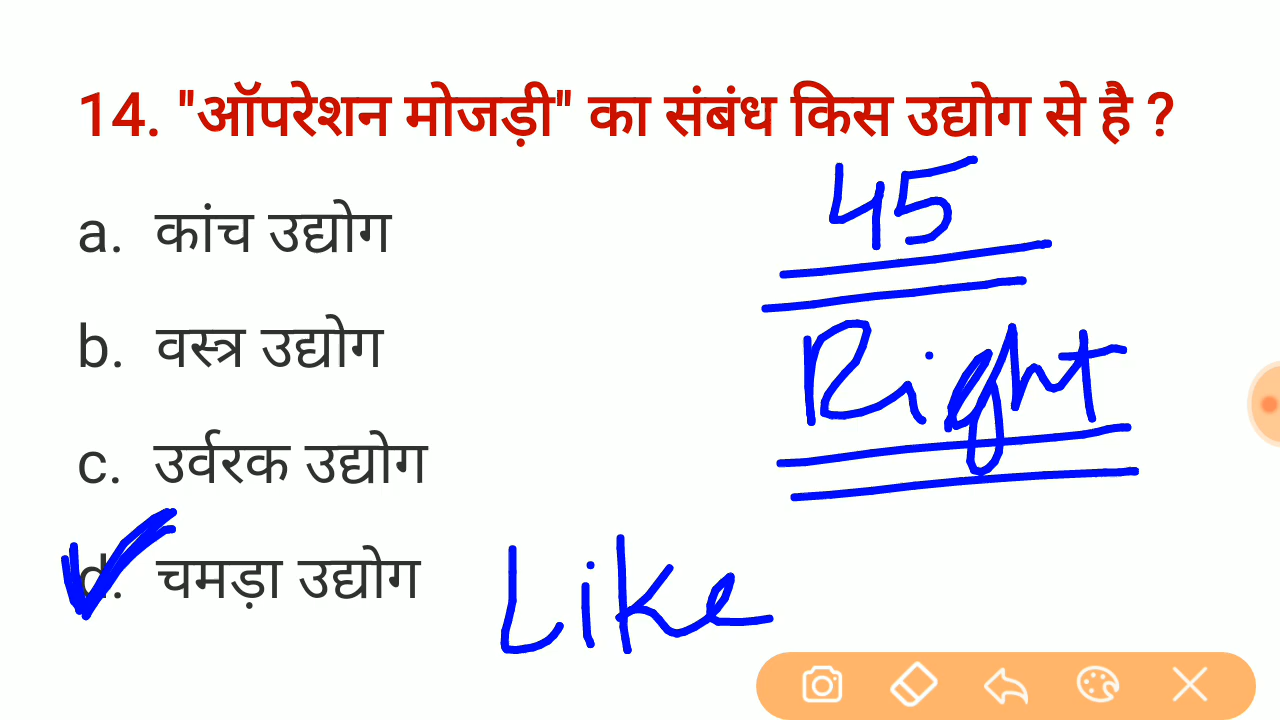 14. "ऑपरेशन मोजड़ी" का संबंध किस उद्योग से है ?
45
a. कांच उद्योग
b. वस्त्र उद्योग
Right
c. उर्वरक उद्योग
d. चमड़ा उद्योग
Like